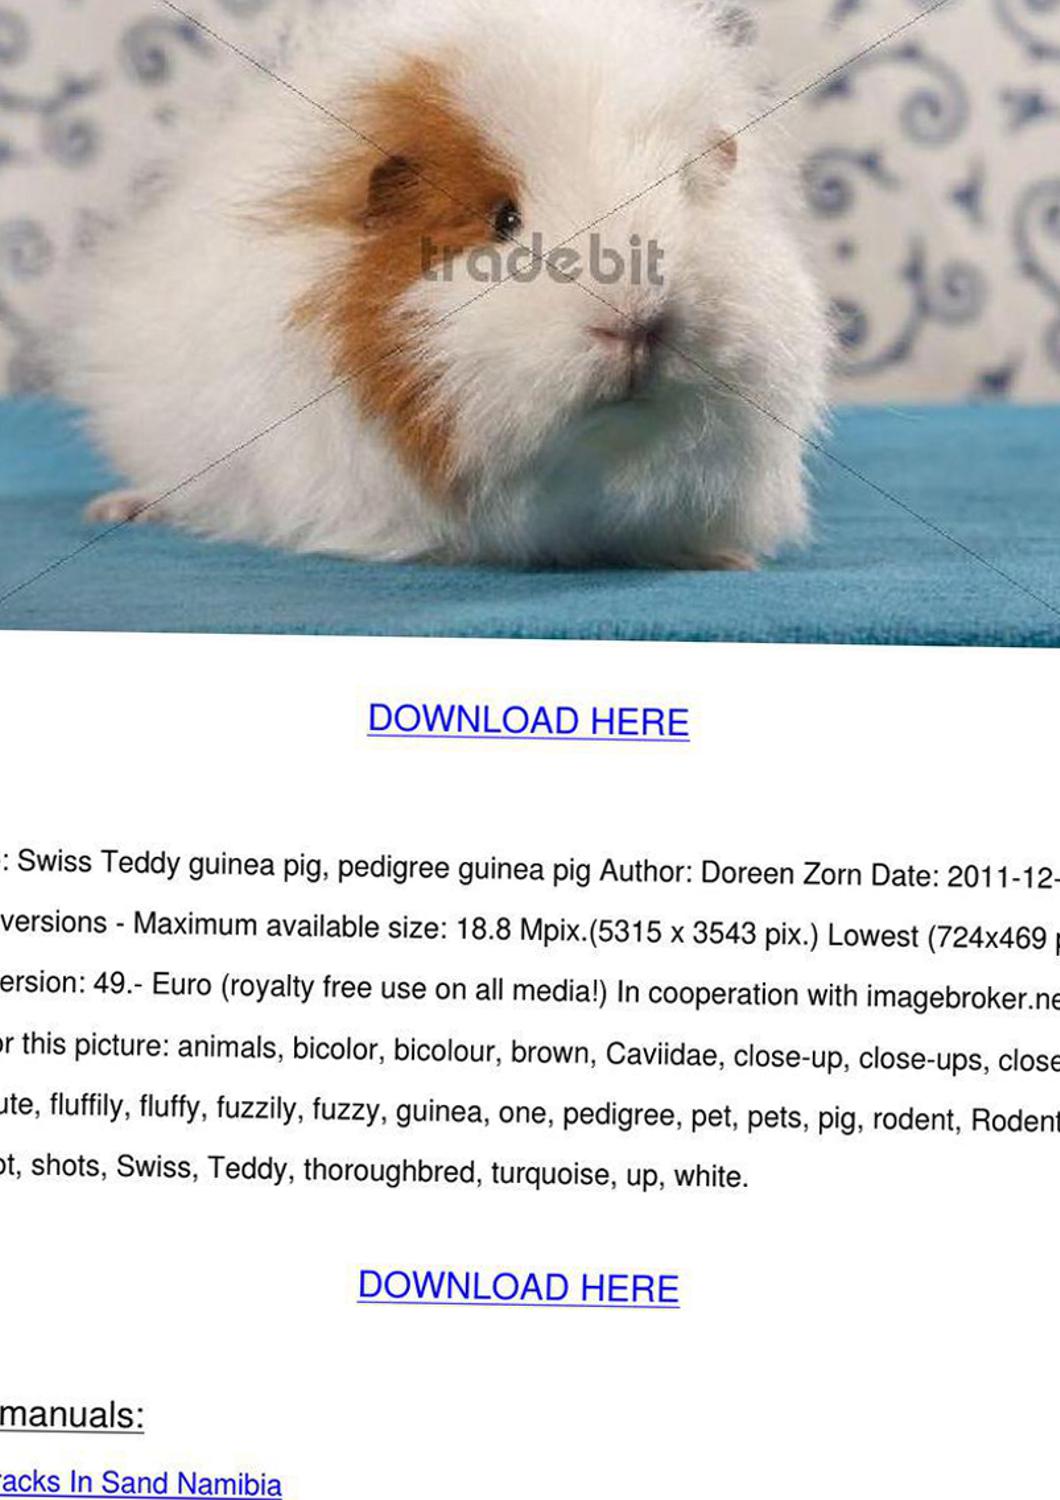 tradebit
DOWNLOAD HERE
: Swiss Teddy guinea pig, pedigree guinea pig Author: Doreen Zorn Date: 2011-12-
versions - Maximum available size: 18.8 Mpix.(5315 x 3543 pix.) Lowest (724x469
ersion: 49.- Euro (royalty free use on all media!) In cooperation with imagebroker.ne
or this picture: animals, bicolor, bicolour, brown, Caviidae, close-up, close-ups, close
ute, fluffily, fluffy, fuzzily, fuzzy, guinea, one, pedigree, pet, pets, pig, rodent, Rodent
ot, shots, Swiss, Teddy, thoroughbred, turquoise, up, white.
DOWNLOAD HERE
manuals:
racks In Sand Namibia